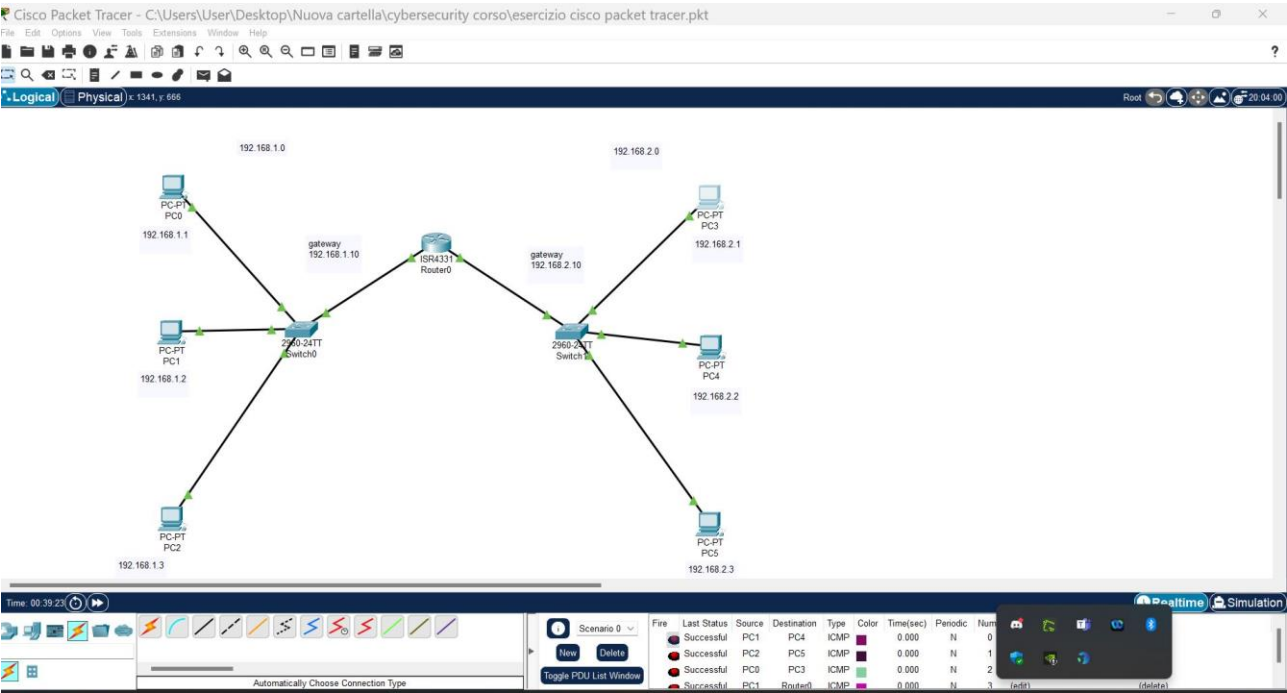 Cisco Packet Tracer - C:\Users\User\Desktop\Nuova cartella\cybersecurity corso\esercizio cisco packet tracer.pkt
File Edit Options View Tools Extensions Window Help
?
Logical Physical x: 1341, y: 666
Root 20:04:00
192.168.1.0
192.168.2.0
PC-PT
PC0
192.168.1.1
gateway
192.168.1.10
ISR4331
Router0
gateway
192.168.2.10
PC-PT
PC3
192.168.2.1
PC-PT
PC1
192.168.1.2
2960-24TT
Switch0
2960-24TT
PC-PT
PC4
192.168.2.2
PC-PT
PC2
192.168.1.3
PC-PT
PC5
192.168.2.3
Time: 00:39:23
Realtime Simulation
Scenario 0
New Delete
Toggle PDU List Window
Automatically Choose Connection Type
Fire Last Status Source Destination Type Color Time(sec) Periodic Num
Successful PC1 PC4 ICMP 0.000 N 0
Successful PC2 PC5 ICMP 0.000 N 1
Successful PC0 PC3 ICMP 0.000 N 2
Successful PC1 Router0 ICMP 0.000 N 3 (edit) (delete)